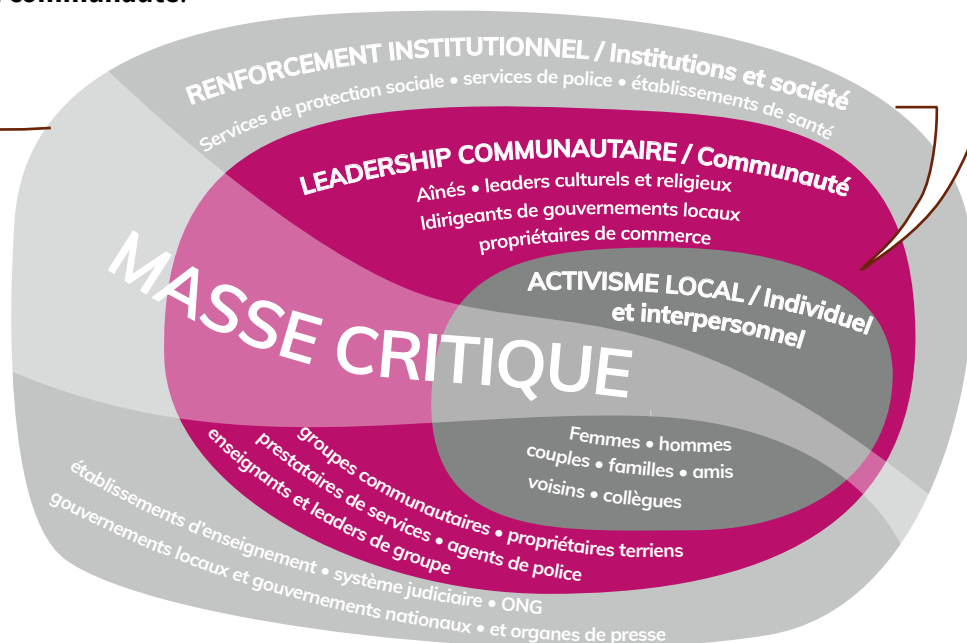 communauté.
RENFORCEMENT INSTITUTIONNEL / Institutions et société
Services de protection sociale • services de police • établissements de santé
LEADERSHIP COMMUNAUTAIRE / Communauté
Aînés • leaders culturels et religieux
Idirigeants de gouvernements locaux
propriétaires de commerce
ACTIVISME LOCAL / Individuel
et interpersonnel
MASSE CRITIQUE
Femmes • hommes
couples • familles • amis
voisins • collègues
groupes communautaires • propriétaires terriens
prestataires de services • agents de police
enseignants et leaders de groupe
établissements d'enseignement • système judiciaire • ONG
gouvernements locaux et gouvernements nationaux • et organes de presse